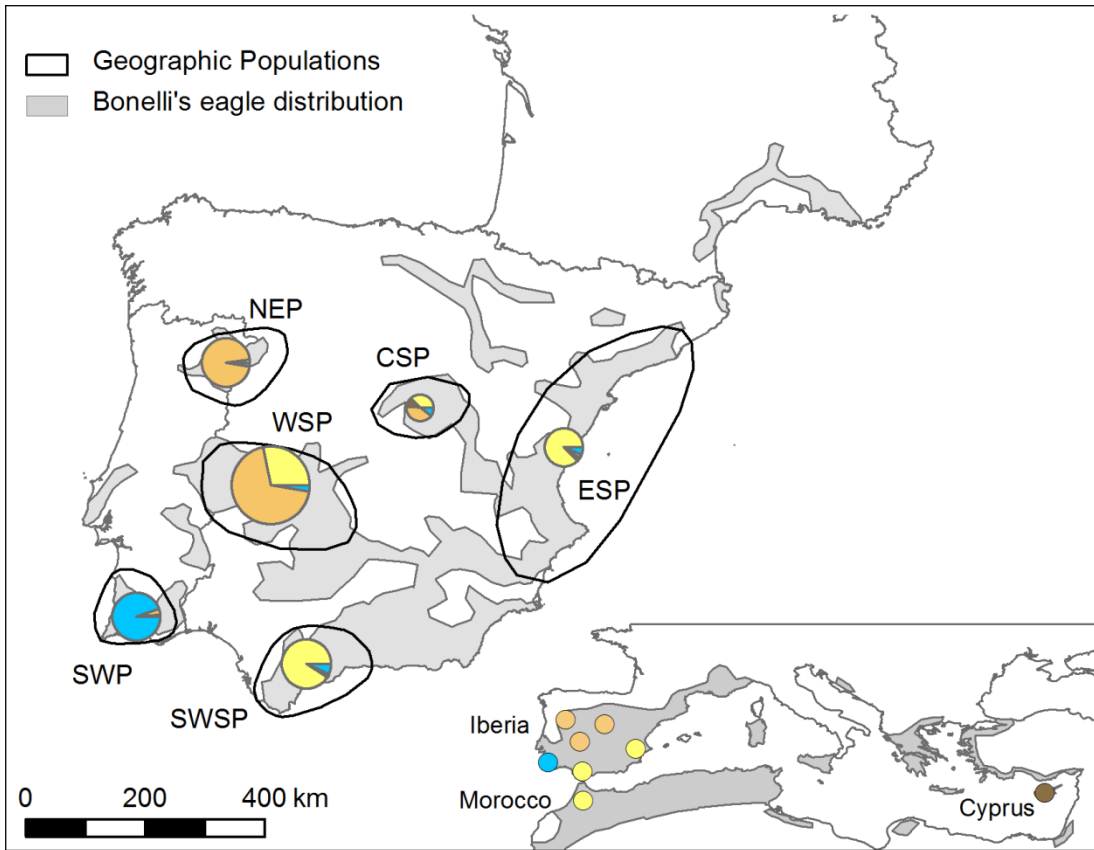 Geographic Populations
Bonelli's eagle distribution
NEP
CSP
WSP
ESP
SWP
SWSP
Iberia
Morocco
Cyprus
0 200 400 km